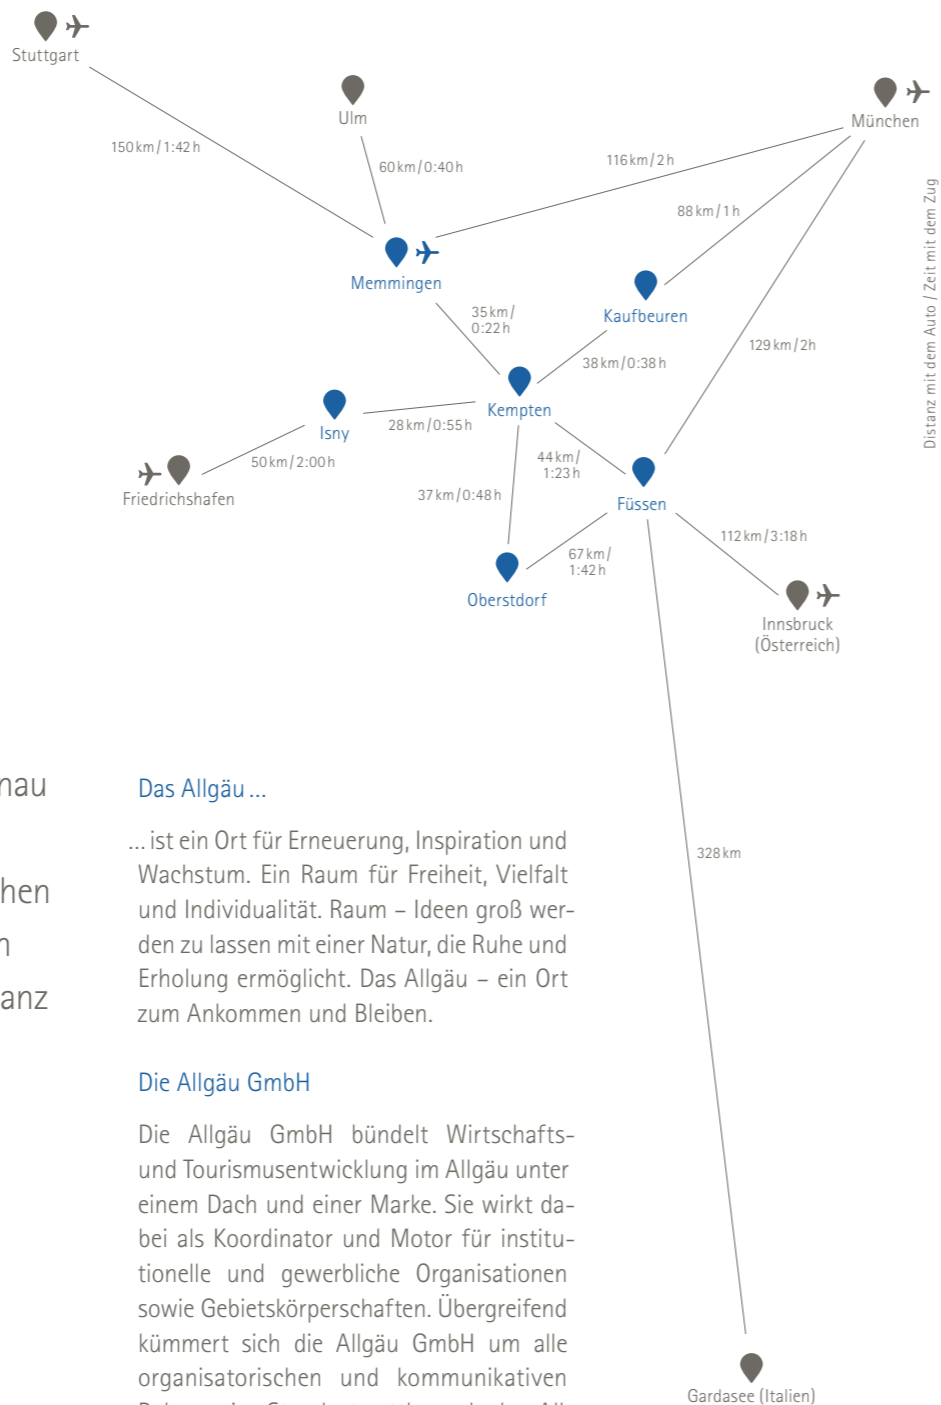 Stuttgart
Ulm
München
150 km / 1:42 h
60 km / 0:40 h
116 km / 2 h
88 km / 1 h
Memmingen
Kaufbeuren
35 km /
0:22 h
38 km / 0:38 h
129 km / 2h
Distanz mit dem Auto / Zeit mit dem Zug
Kempten
Isny
28 km / 0:55 h
50 km / 2:00 h
44 km /
1:23 h
Friedrichshafen
37 km / 0:48 h
Füssen
112 km / 3:18 h
67 km /
1:42 h
Oberstdorf
Innsbruck
(Österreich)
328 km
Gardasee (Italien)
nau
hen
anz
Das Allgäu ...
... ist ein Ort für Erneuerung, Inspiration und
Wachstum. Ein Raum für Freiheit, Vielfalt
und Individualität. Raum – Ideen groß wer-
den zu lassen mit einer Natur, die Ruhe und
Erholung ermöglicht. Das Allgäu – ein Ort
zum Ankommen und Bleiben.
Die Allgäu GmbH
Die Allgäu GmbH bündelt Wirtschafts-
und Tourismusentwicklung im Allgäu unter
einem Dach und einer Marke. Sie wirkt da-
bei als Koordinator und Motor für institu-
tionelle und gewerbliche Organisationen
sowie Gebietskörperschaften. Übergreifend
kümmert sich die Allgäu GmbH um alle
organisatorischen und kommunikativen